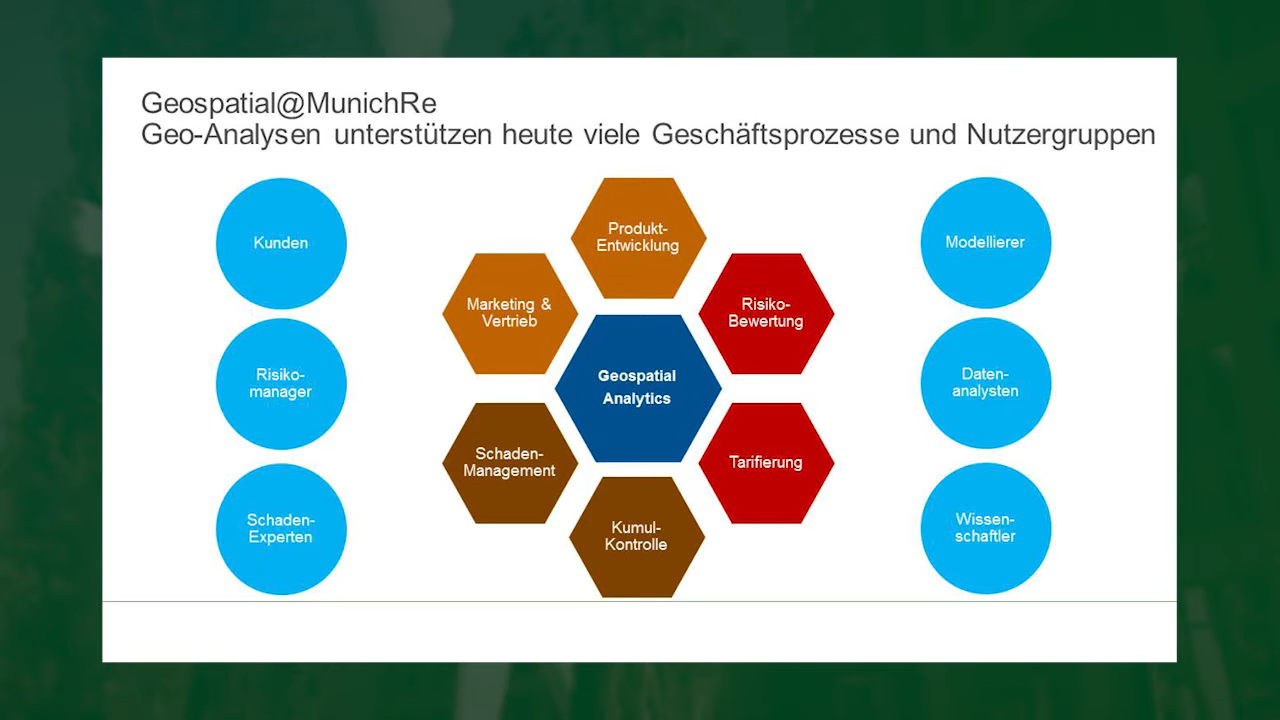 Geospatial@MunichRe
Geo-Analysen unterstützen heute viele Geschäftsprozesse und Nutzergruppen
Kunden
Risiko-
manager
Schaden-
Experten
Produkt-
Entwicklung
Marketing &
Vertrieb
Risiko-
Bewertung
Geospatial
Analytics
Schaden-
Management
Tarifierung
Kumul-
Kontrolle
Modellierer
Daten-
analysten
Wissen-
schaftler